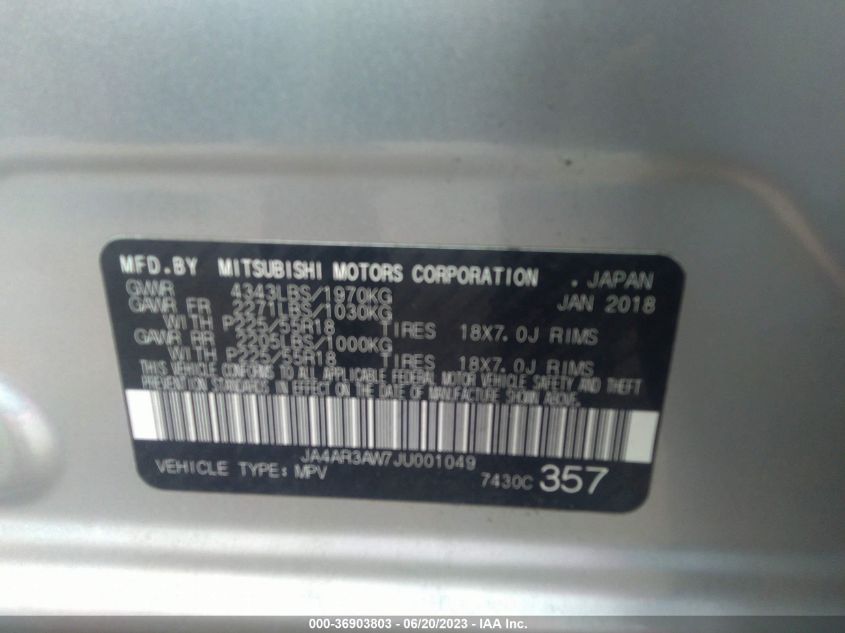 MFD.BY MITSUBISHI MOTORS CORPORATION . JAPAN
GVWR 4343LBS/1970KG JAN 2018
GAWR FR 2271LBS/1030KG
WITH P225/55R18 TIRES 18X7.0J RIMS
GAWR RR 2205LBS/1000KG
WITH P225/55R18 TIRES 18X7.0J RIMS
THIS VEHICLE CONFORMS TO ALL APPLICABLE FEDERAL MOTOR VEHICLE SAFETY AND THEFT
PREVENTION STANDARDS IN EFFECT ON THE DATE OF MANUFACTURE SHOWN ABOVE.
JA4AR3AW7JU001049
VEHICLE TYPE: MPV 7430C 357
000-36903803 - 06/20/2023 - IAA Inc.